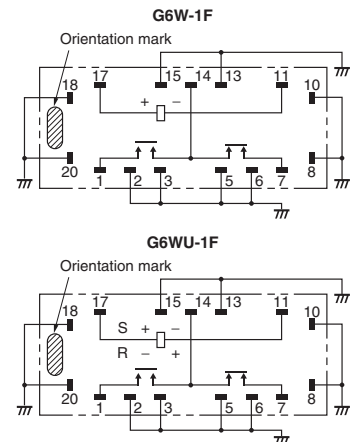 G6W-1F
Orientation mark
17 15 14 13 11 10
18
+ −
20 1 2 3 5 6 7 8
G6WU-1F
Orientation mark
17 15 14 13 11 10
18
S + −
R − +
20 1 2 3 5 6 7 8